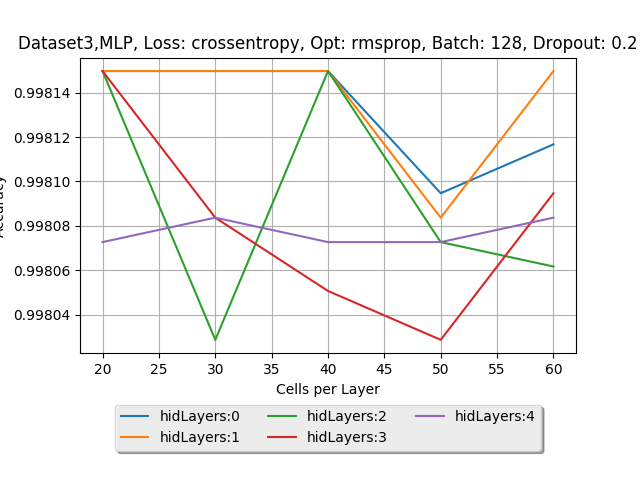 Dataset3,MLP, Loss: crossentropy, Opt: rmsprop, Batch: 128, Dropout: 0.2
0.99814
0.99812
0.99810
0.99808
0.99806
0.99804
Accuracy
20 25 30 35 40 45 50 55 60
Cells per Layer
hidLayers:0 hidLayers:2 hidLayers:4
hidLayers:1 hidLayers:3